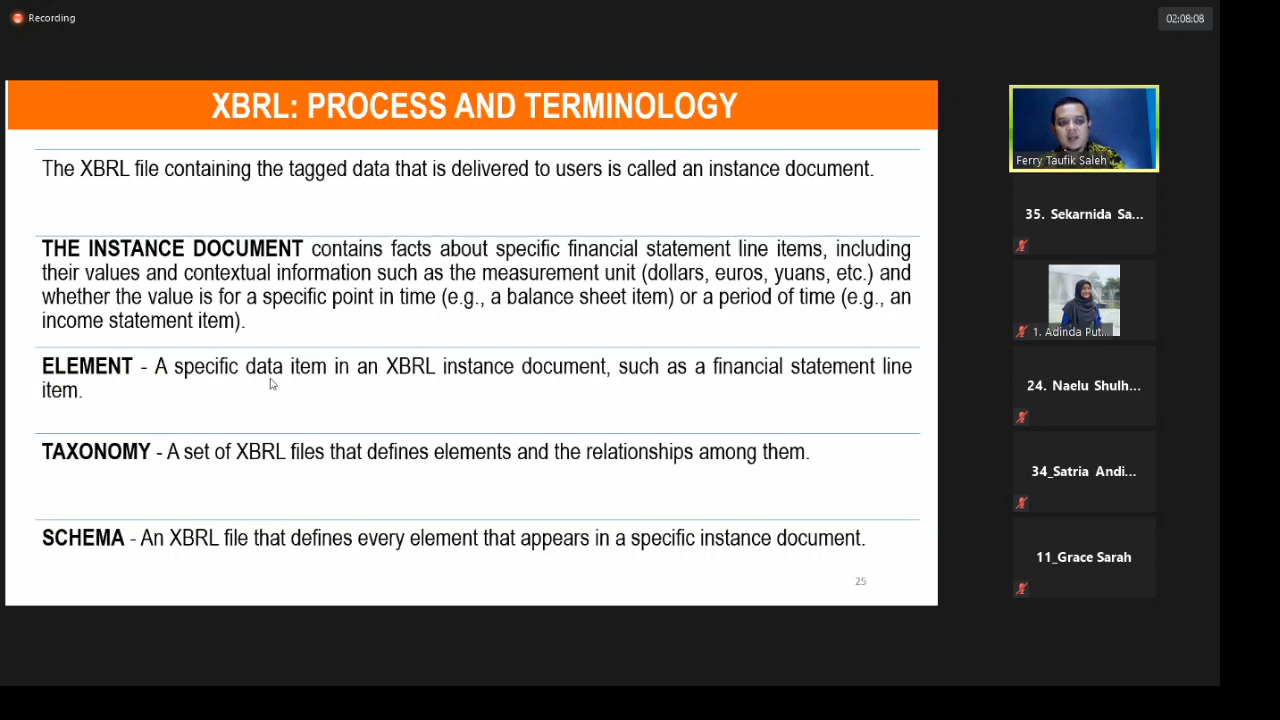 Recording
02:08:08
XBRL: PROCESS AND TERMINOLOGY
The XBRL file containing the tagged data that is delivered to users is called an instance document.
THE INSTANCE DOCUMENT contains facts about specific financial statement line items, including
their values and contextual information such as the measurement unit (dollars, euros, yuans, etc.) and
whether the value is for a specific point in time (e.g., a balance sheet item) or a period of time (e.g., an
income statement item).
ELEMENT - A specific data item in an XBRL instance document, such as a financial statement line
item.
TAXONOMY - A set of XBRL files that defines elements and the relationships among them.
SCHEMA - An XBRL file that defines every element that appears in a specific instance document.
25
Ferry Taufik Saleh
35. Sekarnida Sa...
1. Adinda Put...
24. Naelu Shulh...
34_Satria Andi...
11_Grace Sarah